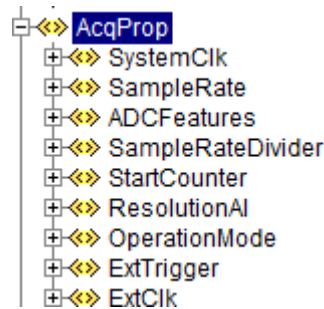 AcqProp
SystemClk
SampleRate
ADCFeatures
SampleRateDivider
StartCounter
ResolutionAI
OperationMode
ExtTrigger
ExtClk